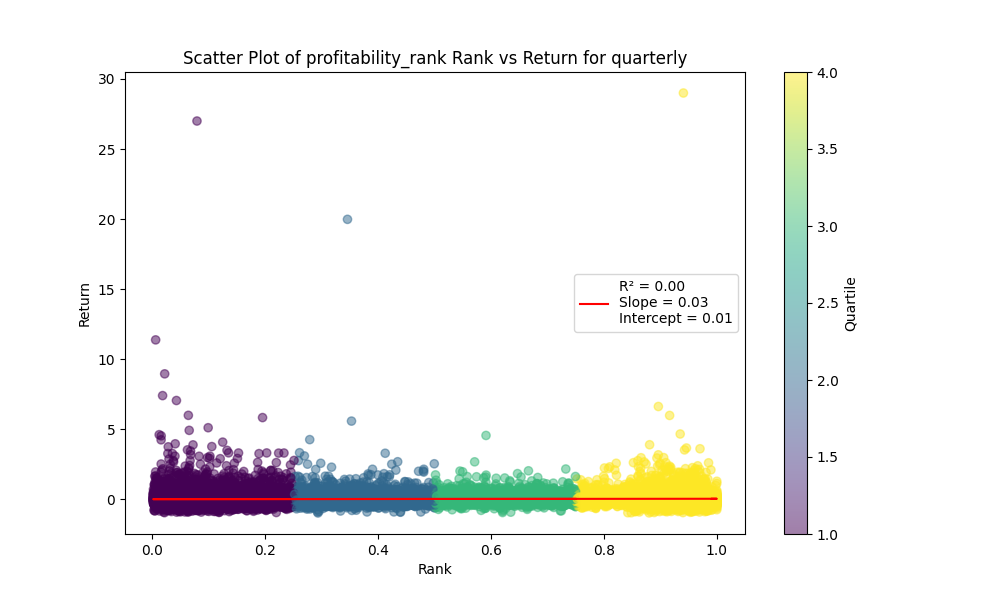 Scatter Plot of profitability_rank Rank vs Return for quarterly
30
25
20
15
10
5
0
Return
0.0
0.2
0.4
0.6
0.8
1.0
Rank
R² = 0.00
Slope = 0.03
Intercept = 0.01
4.0
3.5
3.0
2.5
2.0
1.5
1.0
Quartile